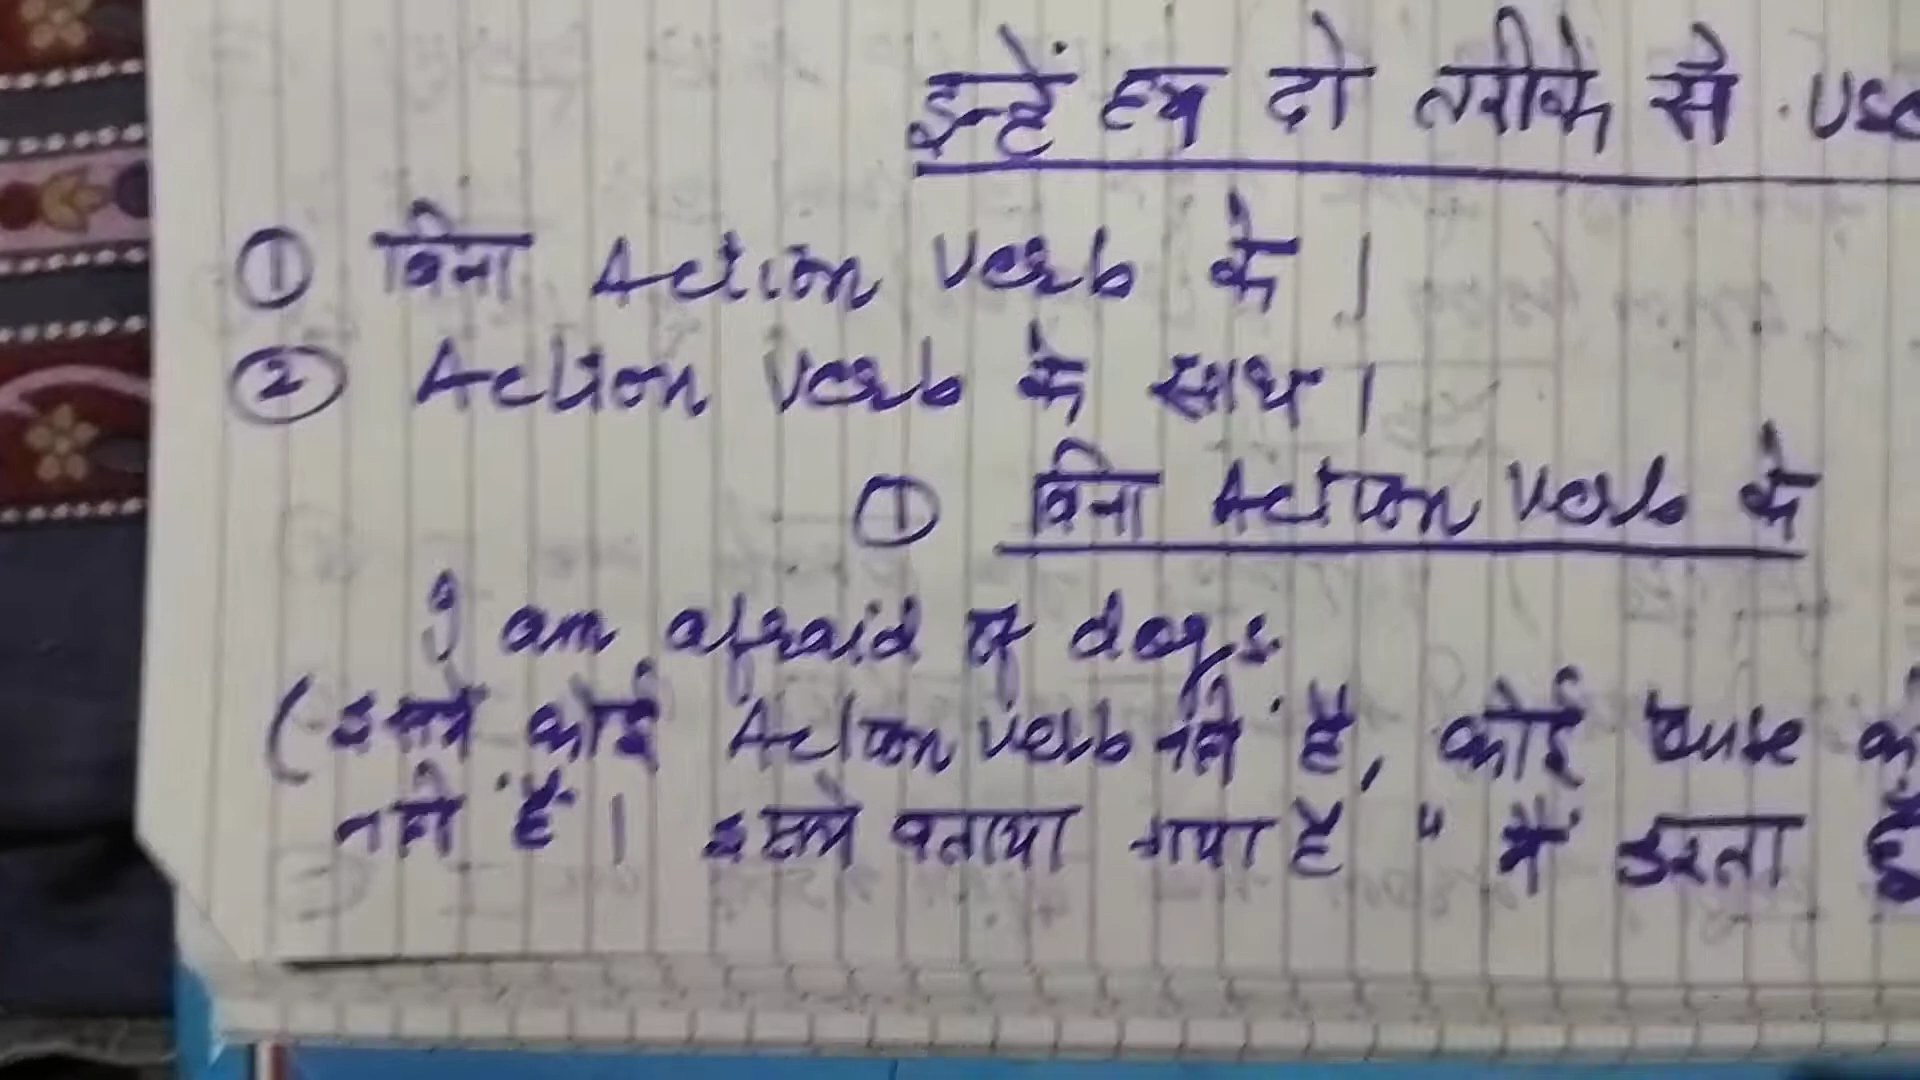 इन्हें हम दो तरीके से use
① बिना Action verb के ।
② Action verb के साथ ।
① बिना Action verb के
I am afraid of dogs.
( इसमे कोई Action verb नही है, कोई
नही है । इसमे बताया गया है " मैं डरता